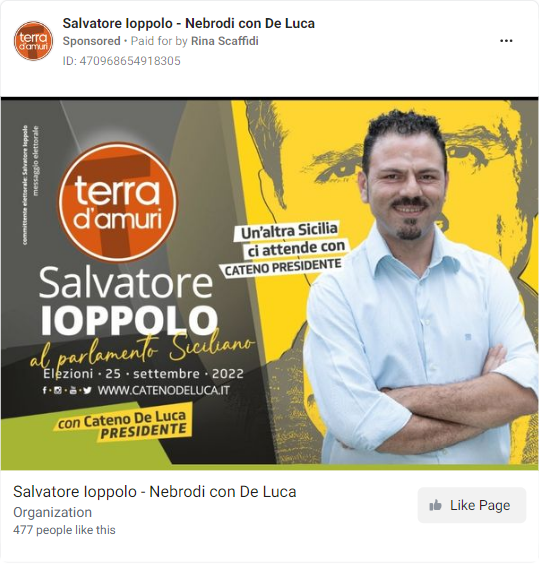 terra
d'amuri
Salvatore Ioppolo - Nebrodi con De Luca
Sponsored • Paid for by Rina Scaffidi
ID: 470968654918305
committente elettorale: Salvatore Ioppolo
messaggio elettorale
terra
d'amuri
Un'altra Sicilia
ci attende con
CATENO PRESIDENTE
Salvatore
IOPPOLO
al parlamento Siciliano
Elezioni • 25 • settembre • 2022
WWW.CATENODELUCA.IT
con Cateno De Luca
PRESIDENTE
Salvatore Ioppolo - Nebrodi con De Luca
Organization
477 people like this
Like Page